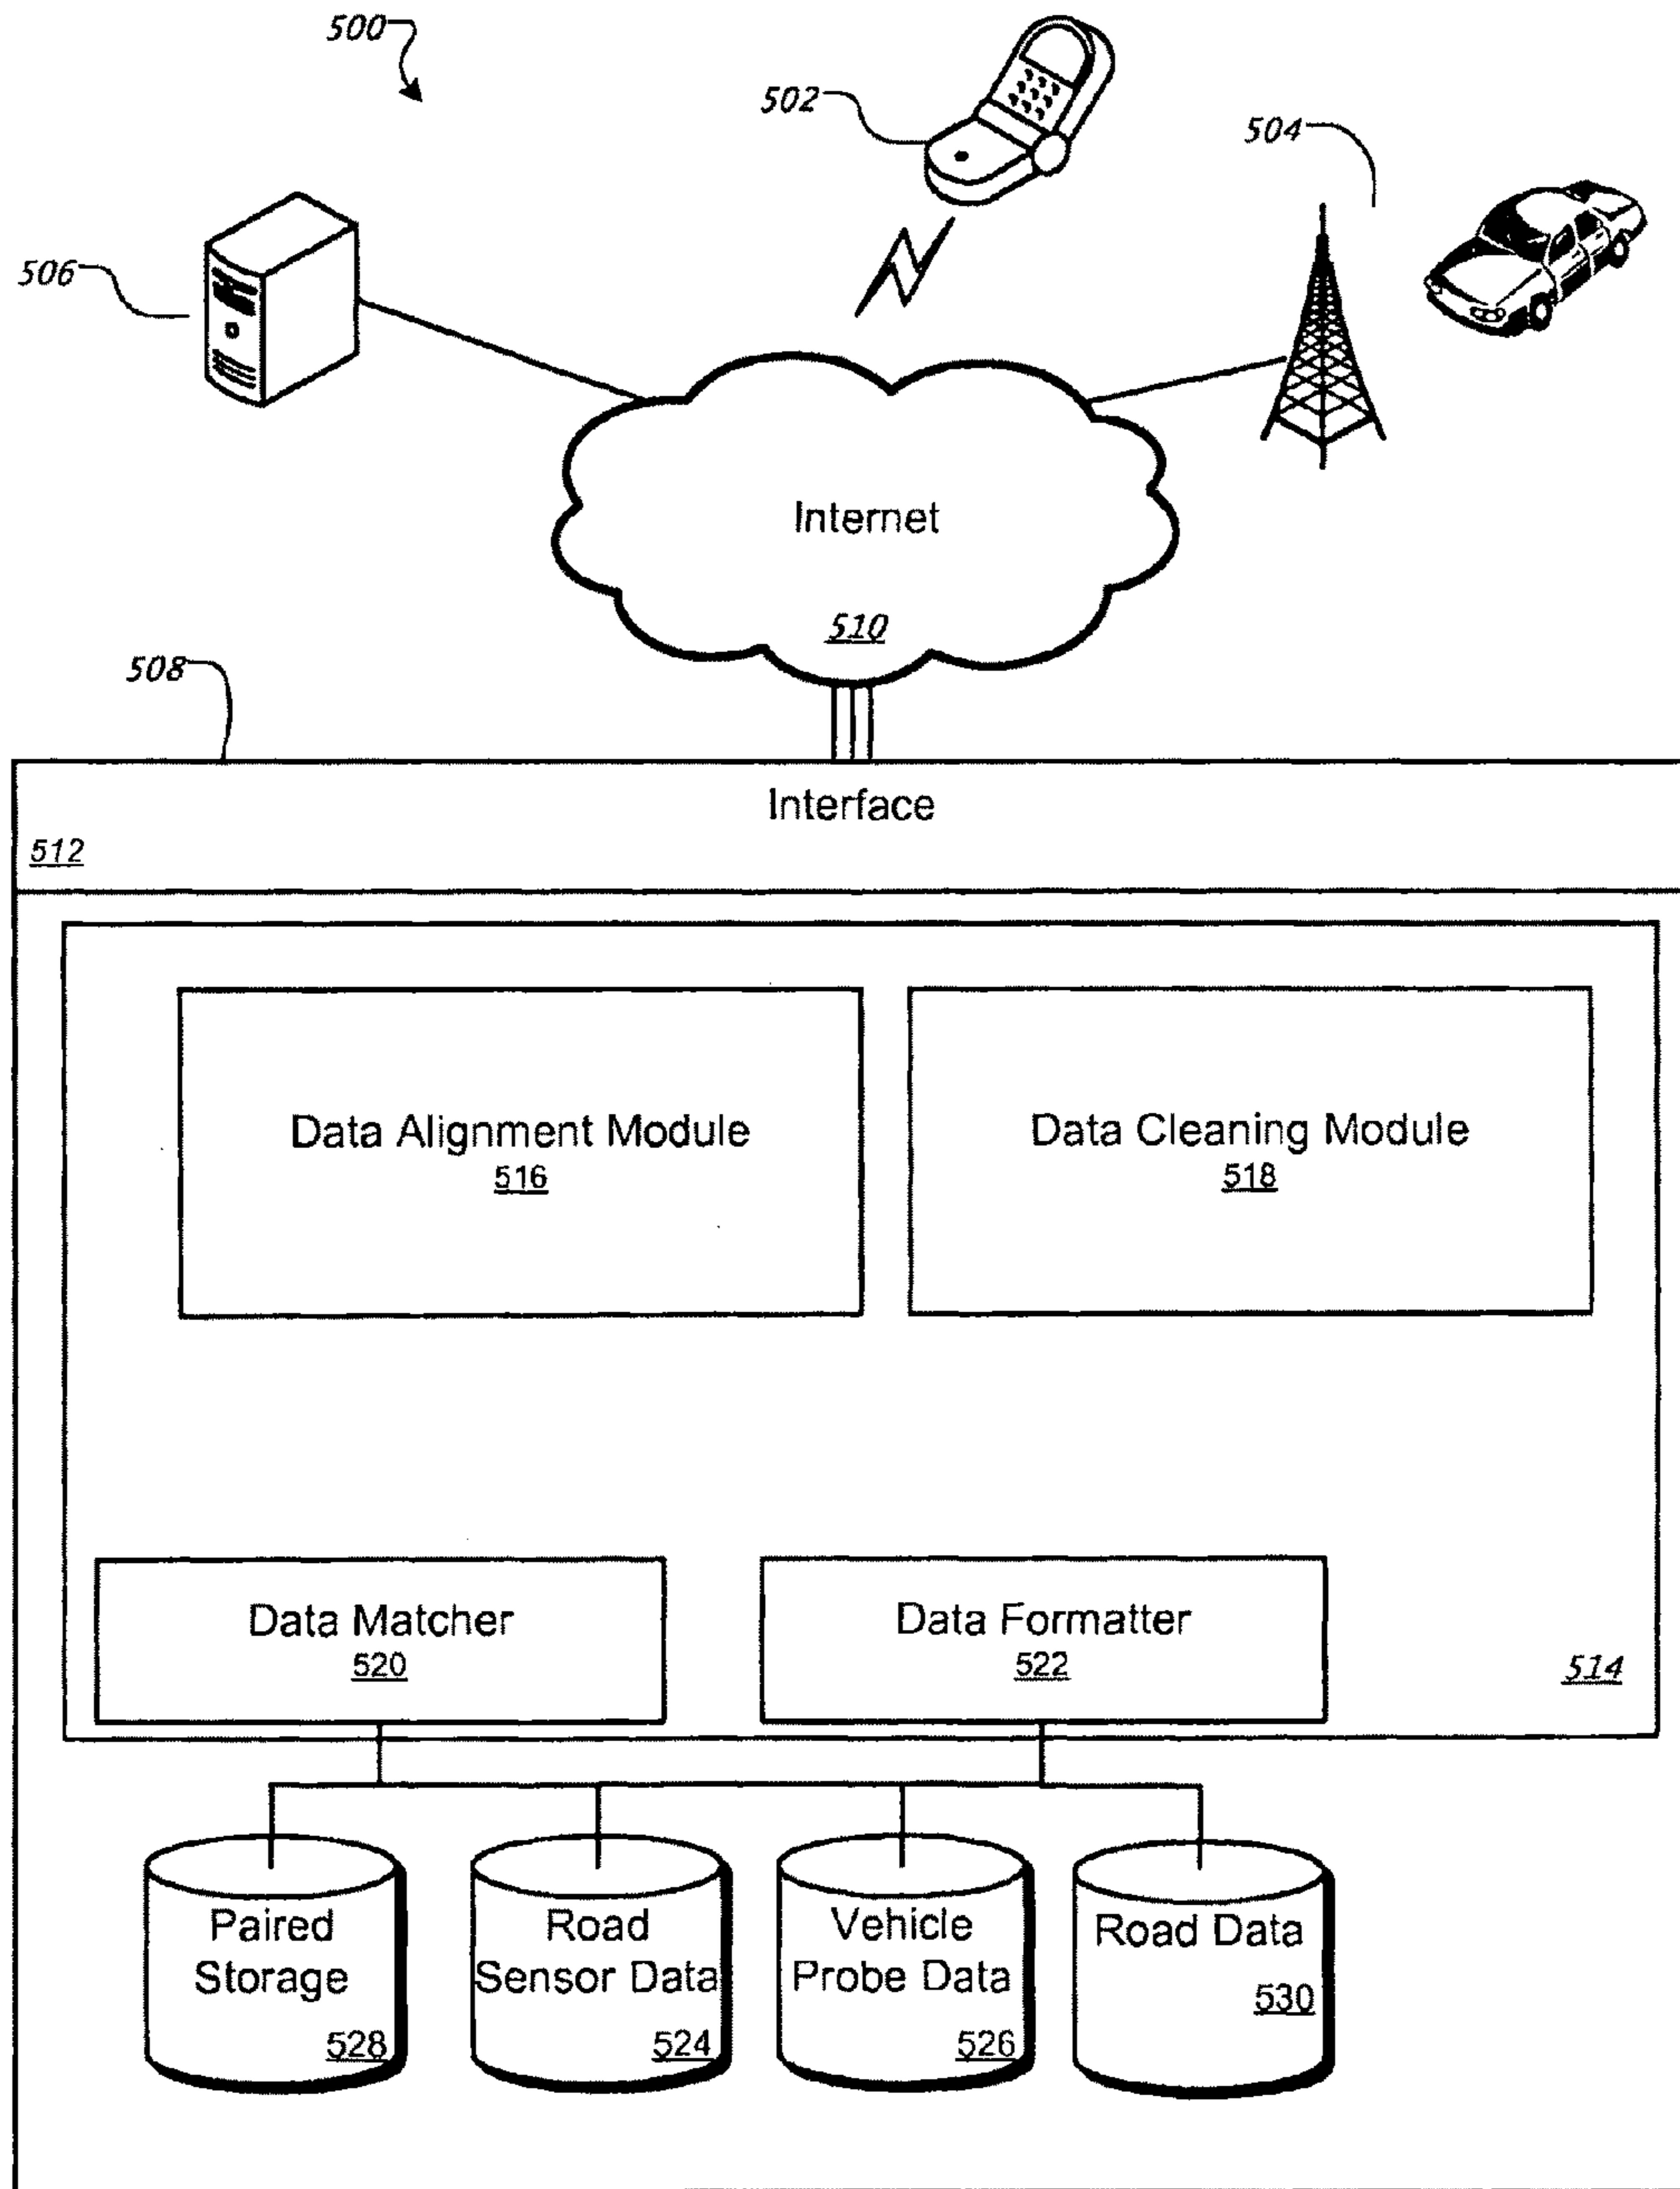 500
502
504
506
Internet
510
508
Interface
512
Data Alignment Module
516
Data Cleaning Module
518
Data Matcher
520
Data Formatter
522
514
Paired
Storage
528
Road
Sensor Data
524
Vehicle
Probe Data
526
Road Data
530